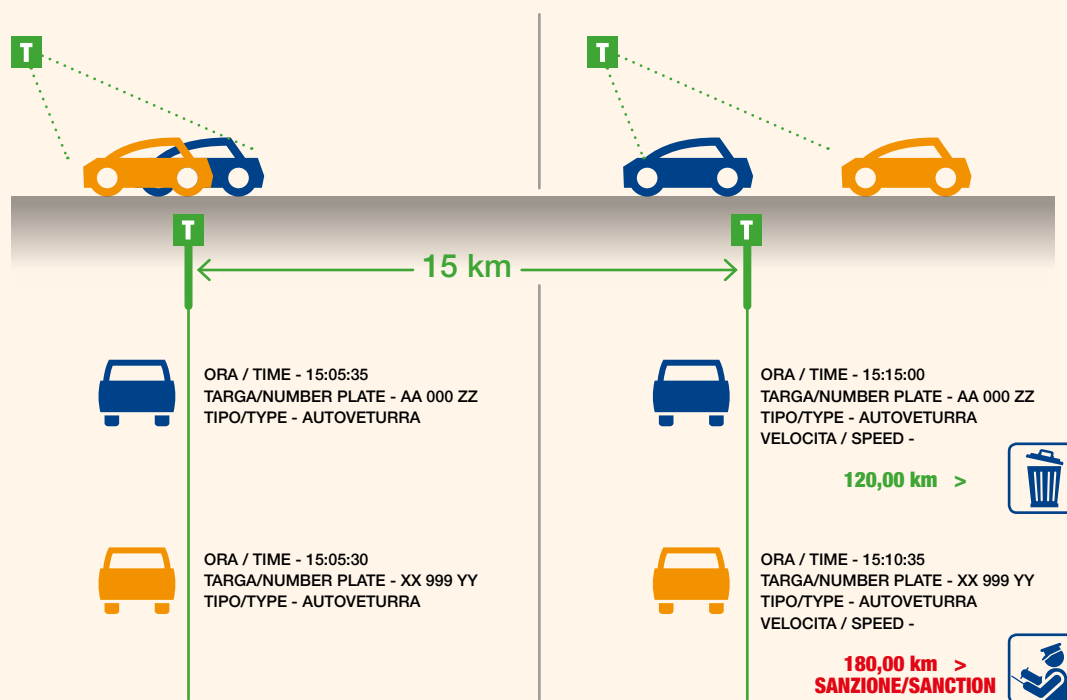 T
T
T
T
15 km
ORA / TIME - 15:05:35
TARGA/NUMBER PLATE - AA 000 ZZ
TIPO/TYPE - AUTOVETURRA
ORA / TIME - 15:15:00
TARGA/NUMBER PLATE - AA 000 ZZ
TIPO/TYPE - AUTOVETURRA
VELOCITA / SPEED -
120,00 km >
ORA / TIME - 15:05:30
TARGA/NUMBER PLATE - XX 999 YY
TIPO/TYPE - AUTOVETURRA
ORA / TIME - 15:10:35
TARGA/NUMBER PLATE - XX 999 YY
TIPO/TYPE - AUTOVETURRA
VELOCITA / SPEED -
180,00 km >
SANZIONE/SANCTION